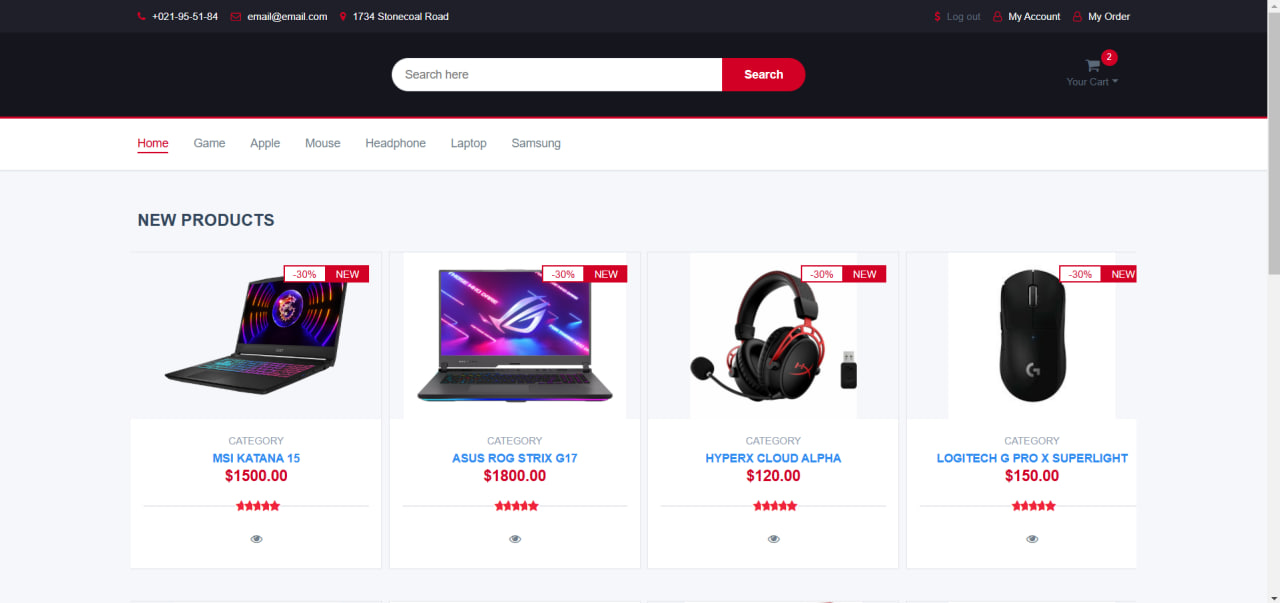 +021-95-51-84 email@email.com 1734 Stonecoal Road
$ Log out My Account My Order
Search here Search
2
Your Cart
Home Game Apple Mouse Headphone Laptop Samsung
NEW PRODUCTS
-30% NEW
-30% NEW
-30% NEW
-30% NEW
CATEGORY
MSI KATANA 15
$1500.00
CATEGORY
ASUS ROG STRIX G17
$1800.00
CATEGORY
HYPERX CLOUD ALPHA
$120.00
CATEGORY
LOGITECH G PRO X SUPERLIGHT
$150.00